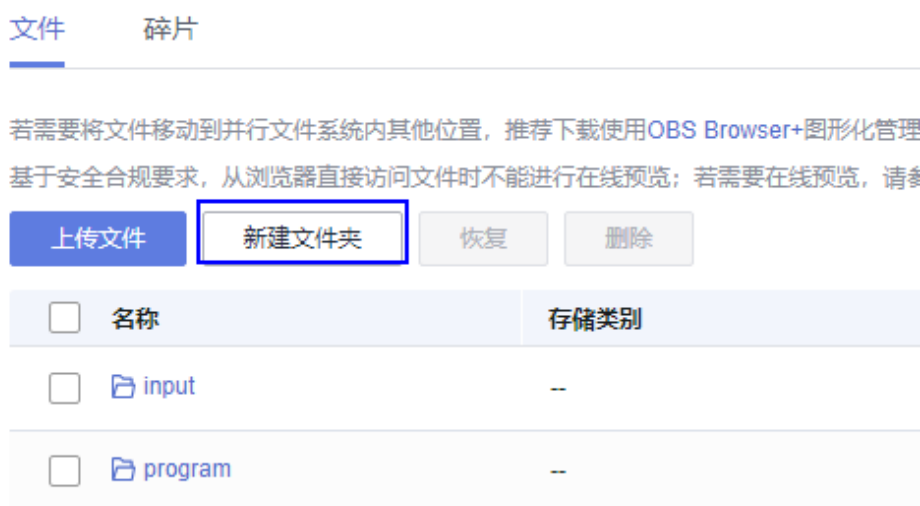 文件 碎片
若需要将文件移动到并行文件系统内其他位置，推荐下载使用OBS Browser+图形化管理
基于安全合规要求，从浏览器直接访问文件时不能进行在线预览；若需要在线预览，请参
上传文件 新建文件夹 恢复 删除
名称 存储类别
input --
program --